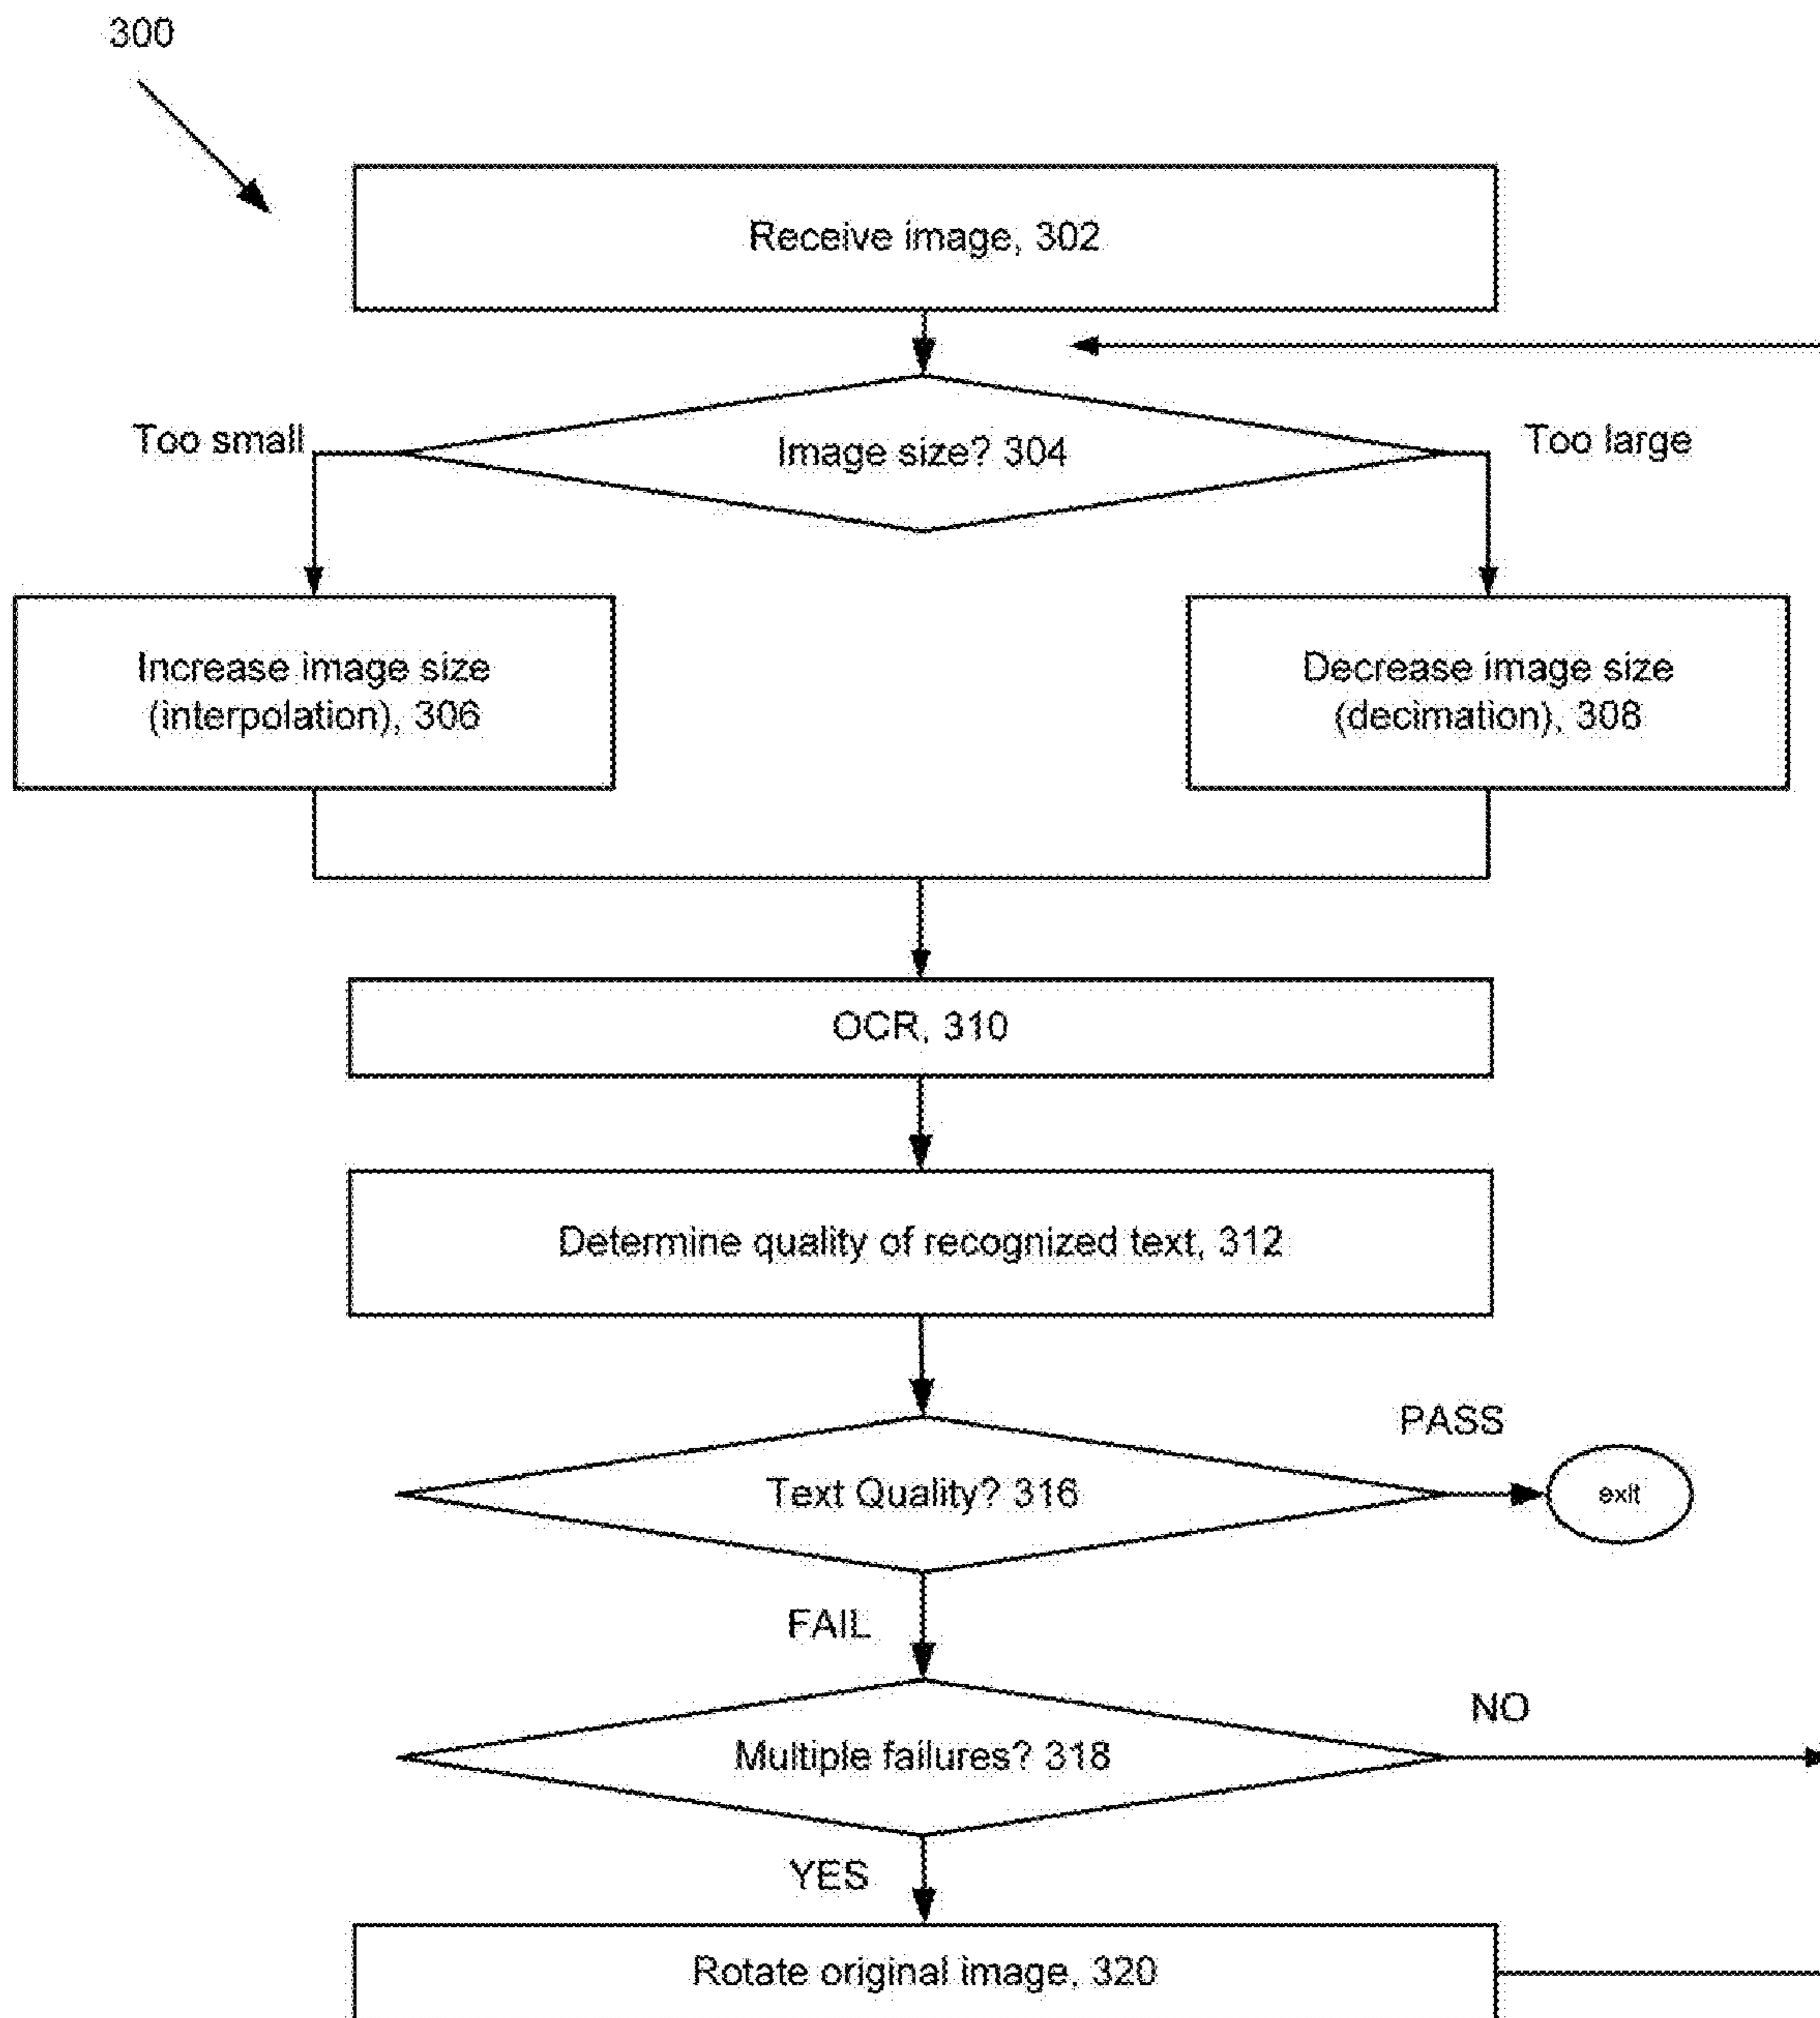 300
Receive image, 302
Too small
Image size? 304
Too large
Increase image size
(interpolation), 306
Decrease image size
(decimation), 308
OCR, 310
Determine quality of recognized text, 312
PASS
Text Quality? 316
exit
FAIL
NO
Multiple failures? 318
YES
Rotate original image, 320